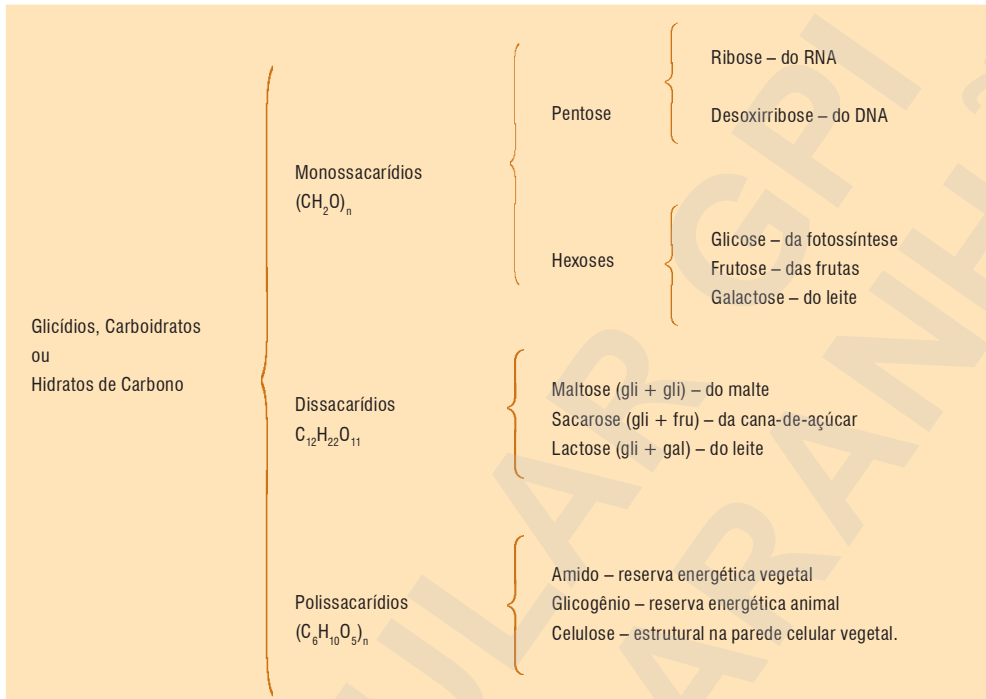 Glicídios, Carboidratos
ou
Hidratos de Carbono
Monossacarídios
(CH₂O)ₙ
Pentose
Ribose – do RNA
Desoxirribose – do DNA
Hexoses
Glicose – da fotossíntese
Frutose – das frutas
Galactose – do leite
Dissacarídios
C₁₂H₂₂O₁₁
Maltose (gli + gli) – do malte
Sacarose (gli + fru) – da cana-de-açúcar
Lactose (gli + gal) – do leite
Polissacarídios
(C₆H₁₀O₅)ₙ
Amido – reserva energética vegetal
Glicogênio – reserva energética animal
Celulose – estrutural na parede celular vegetal.
GPI